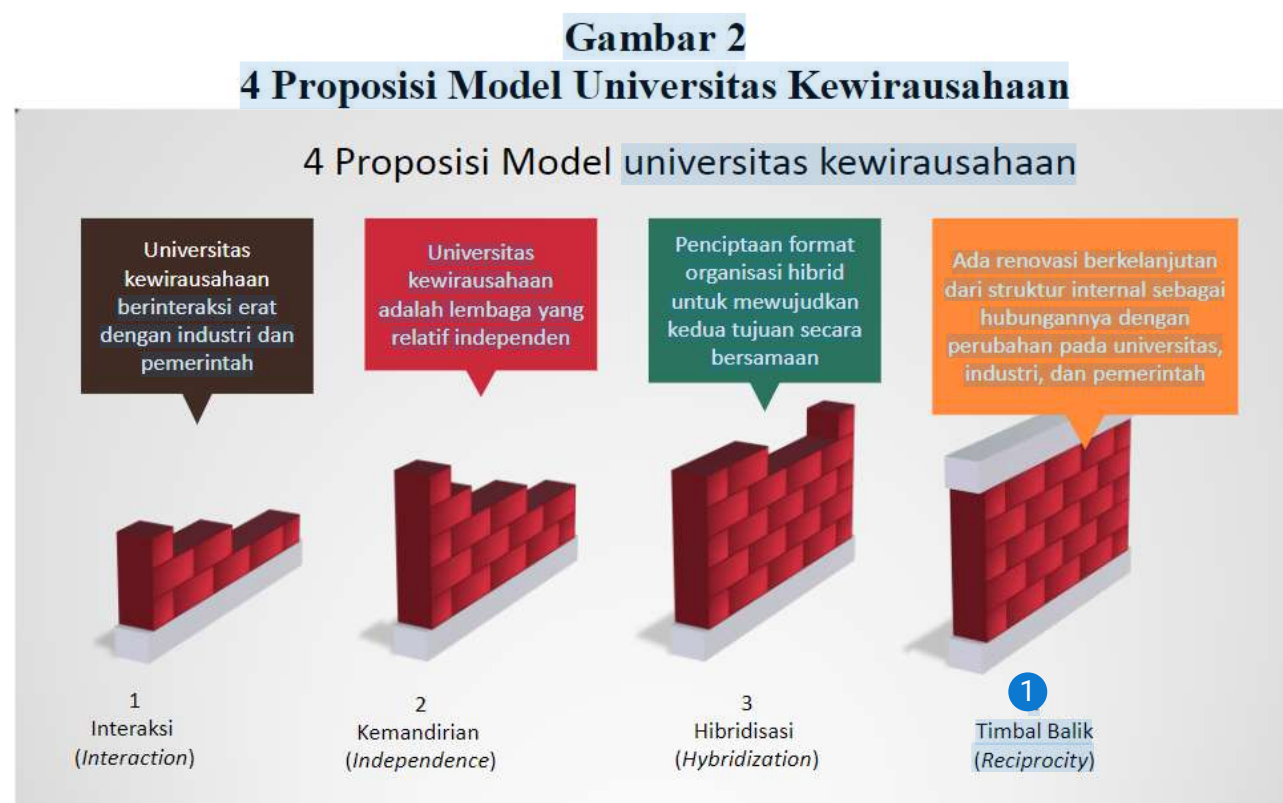 Gambar 2
4 Proposisi Model Universitas Kewirausahaan
4 Proposisi Model universitas kewirausahaan
Universitas
kewirausahaan
berinteraksi erat
dengan industri dan
pemerintah
Universitas
kewirausahaan
adalah lembaga yang
relatif independen
Penciptaan format
organisasi hibrid
untuk mewujudkan
kedua tujuan secara
bersamaan
Ada renovasi berkelanjutan
dari struktur internal sebagai
hubungannya dengan
perubahan pada universitas,
industri, dan pemerintah
1
Interaksi
(Interaction)
2
Kemandirian
(Independence)
3
Hibridisasi
(Hybridization)
1
Timbal Balik
(Reciprocity)